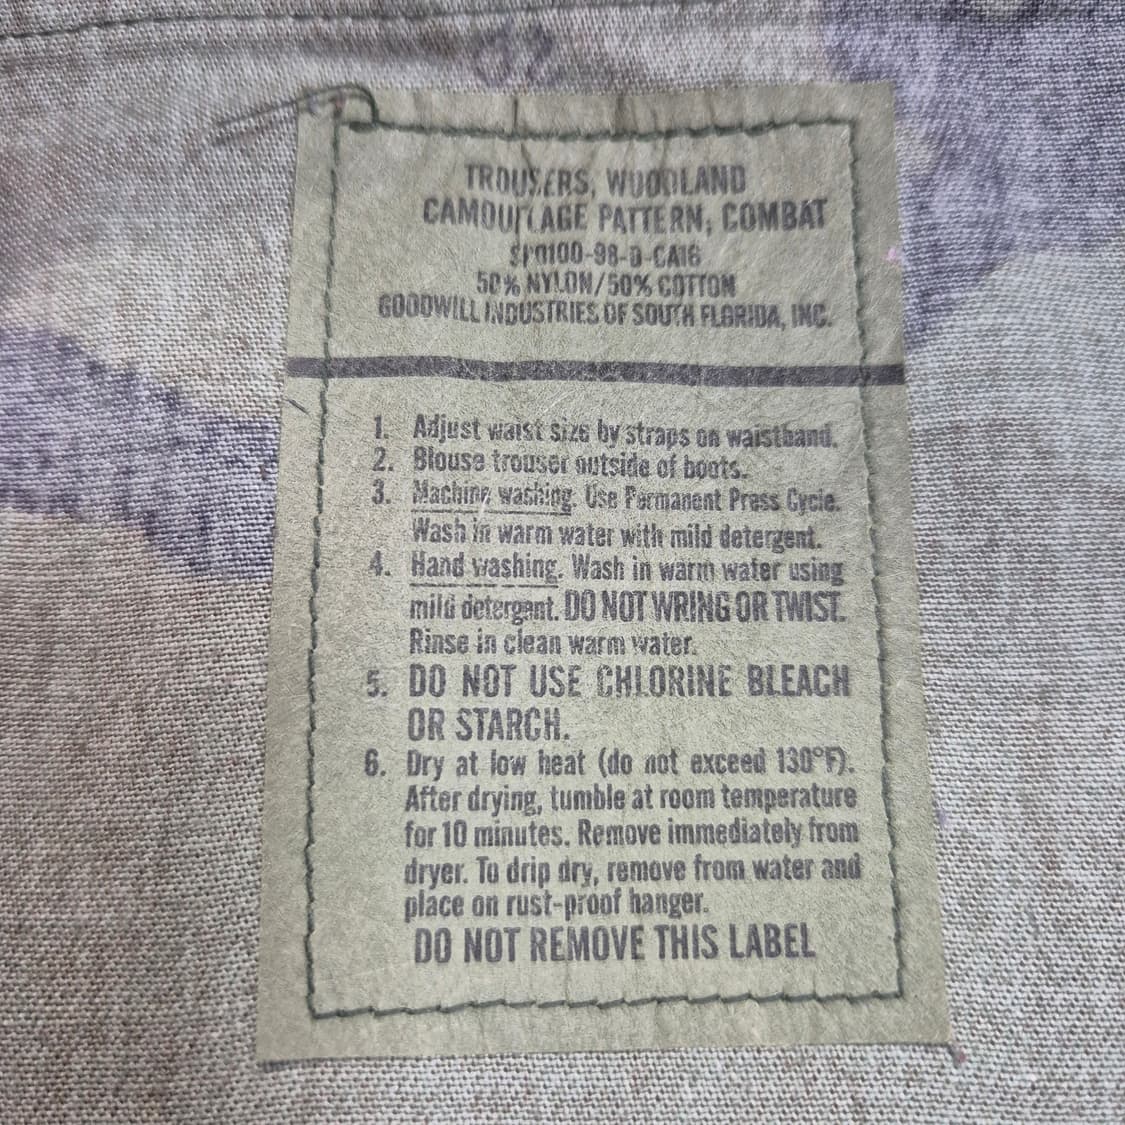 TROUSERS, WOODLAND
CAMOUFLAGE PATTERN, COMBAT
SPO100-98-D-CA16
50% NYLON/50% COTTON
GOODWILL INDUSTRIES OF SOUTH FLORIDA, INC.
1. Adjust waist size by straps on waistband.
2. Blouse trouser outside of boots.
3. Machine washing. Use Permanent Press Cycle.
Wash in warm water with mild detergent.
4. Hand washing. Wash in warm water using
mild detergent. DO NOT WRING OR TWIST.
Rinse in clean warm water.
5. DO NOT USE CHLORINE BLEACH
OR STARCH.
6. Dry at low heat (do not exceed 130°F).
After drying, tumble at room temperature
for 10 minutes. Remove immediately from
dryer. To drip dry, remove from water and
place on rust-proof hanger.
DO NOT REMOVE THIS LABEL